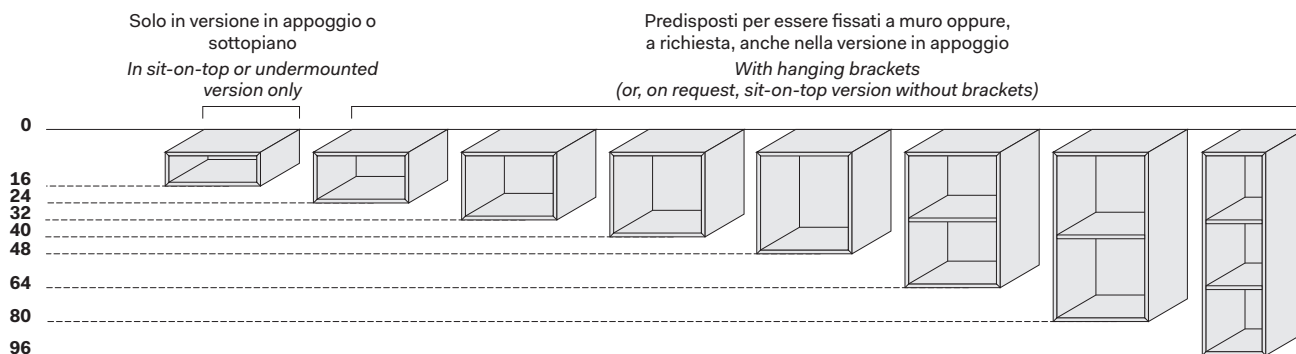 Solo in versione in appoggio o
sottopiano
In sit-on-top or undermounted
version only
Predisposti per essere fissati a muro oppure,
a richiesta, anche nella versione in appoggio
With hanging brackets
(or, on request, sit-on-top version without brackets)
0
16
24
32
40
48
64
80
96